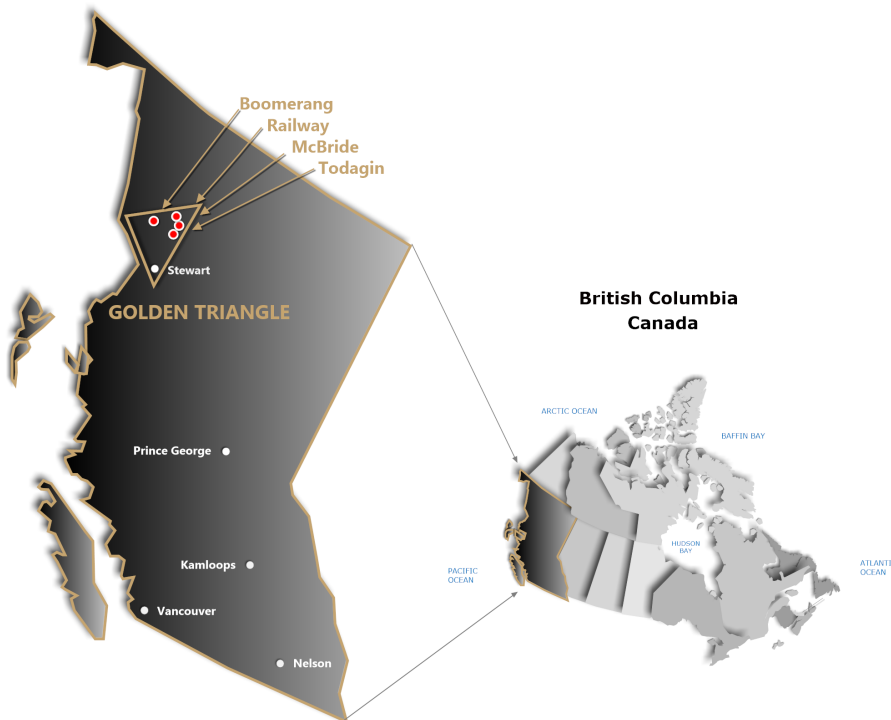 Boomerang
Railway
McBride
Todagin
Stewart
GOLDEN TRIANGLE
British Columbia
Canada
ARCTIC OCEAN
BAFFIN BAY
Prince George
HUDSON
BAY
Kamloops
PACIFIC
OCEAN
ATLANTI
OCEAN
Vancouver
Nelson